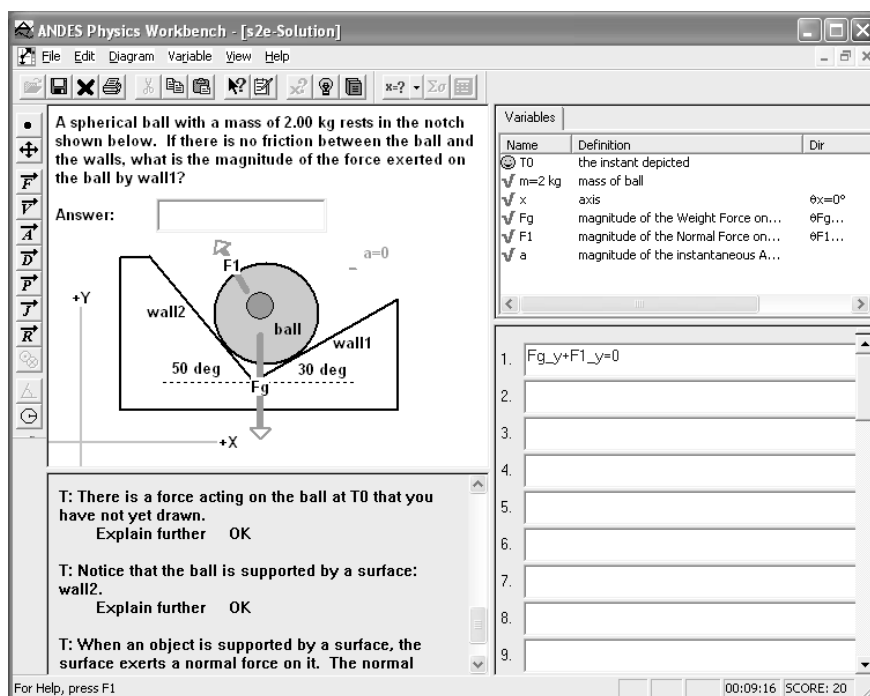 ANDES Physics Workbench - [s2e-Solution]
File Edit Diagram Variable View Help
x=? Σσ
A spherical ball with a mass of 2.00 kg rests in the notch
shown below. If there is no friction between the ball and
the walls, what is the magnitude of the force exerted on
the ball by wall1?
Answer:
F
V
A
D
P
J
R
F1
a=0
+Y
wall2
ball
wall1
50 deg
30 deg
Fg
+X
T: There is a force acting on the ball at T0 that you
have not yet drawn.
Explain further OK
T: Notice that the ball is supported by a surface:
wall2.
Explain further OK
T: When an object is supported by a surface, the
surface exerts a normal force on it. The normal
Variables
Name Definition Dir
T0 the instant depicted
m=2 kg mass of ball
x axis θx=0°
Fg magnitude of the Weight Force on... θFg...
F1 magnitude of the Normal Force on... θF1...
a magnitude of the instantaneous A...
1. Fg_y+F1_y=0
2.
3.
4.
5.
6.
7.
8.
9.
For Help, press F1
00:09:16 SCORE: 20